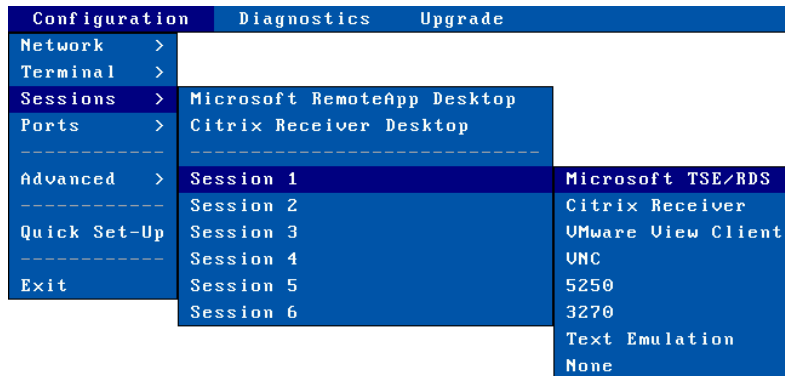 Configuration Diagnostics Upgrade
Network >
Terminal >
Sessions > Microsoft RemoteApp Desktop
Ports > Citrix Receiver Desktop
------------ -----------------------------
Advanced > Session 1 Microsoft TSE/RDS
------------ Session 2 Citrix Receiver
Quick Set-Up Session 3 VMware View Client
------------ Session 4 VNC
Exit Session 5 5250
Session 6 3270
Text Emulation
None